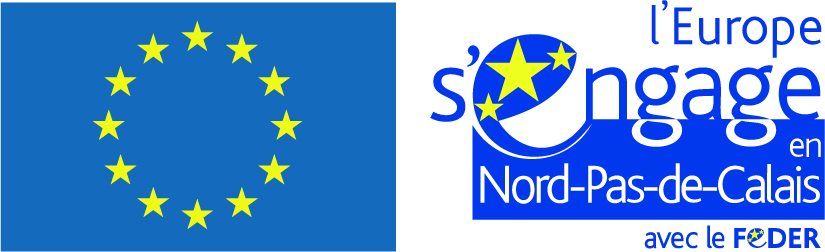 l'Europe
s'engage
en
Nord-Pas-de-Calais
avec le FEDER